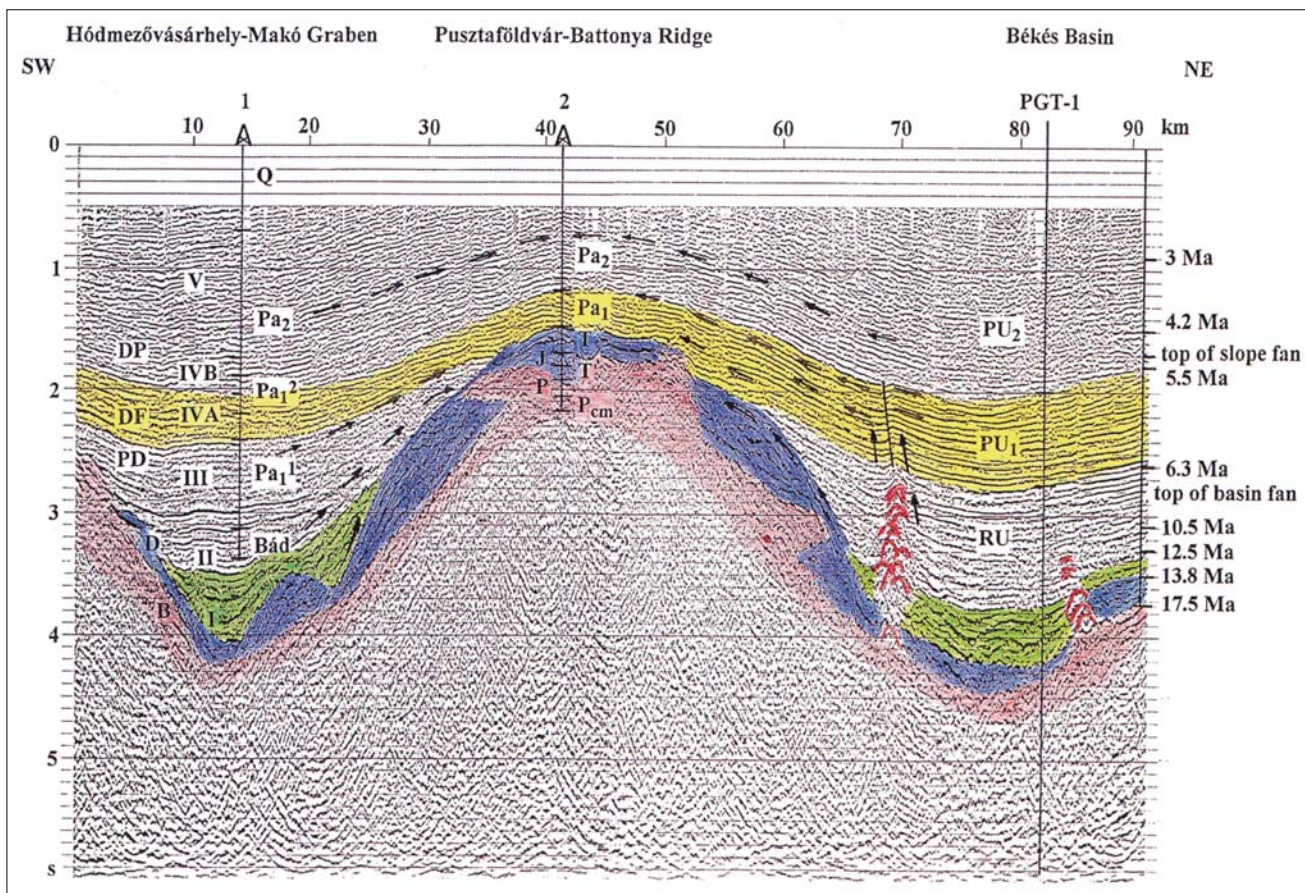 Hódmezővásárhely-Makó Graben Pusztaföldvár-Battonya Ridge Békés Basin
SW NE
1 2 PGT-1
10 20 30 40 50 60 70 80 90 km
0
Q
1
3 Ma
V
Pa2
Pa2
PU2
4.2 Ma
Pa1
DP
IVB
T
top of slope fan
J
T
5.5 Ma
2
Pa1²
P
Pcm
DF
IVA
PU1
PD
III
Pa1¹
6.3 Ma
top of basin fan
3
10.5 Ma
D
II
Bád
RU
12.5 Ma
13.8 Ma
B
I
17.5 Ma
4
5
s